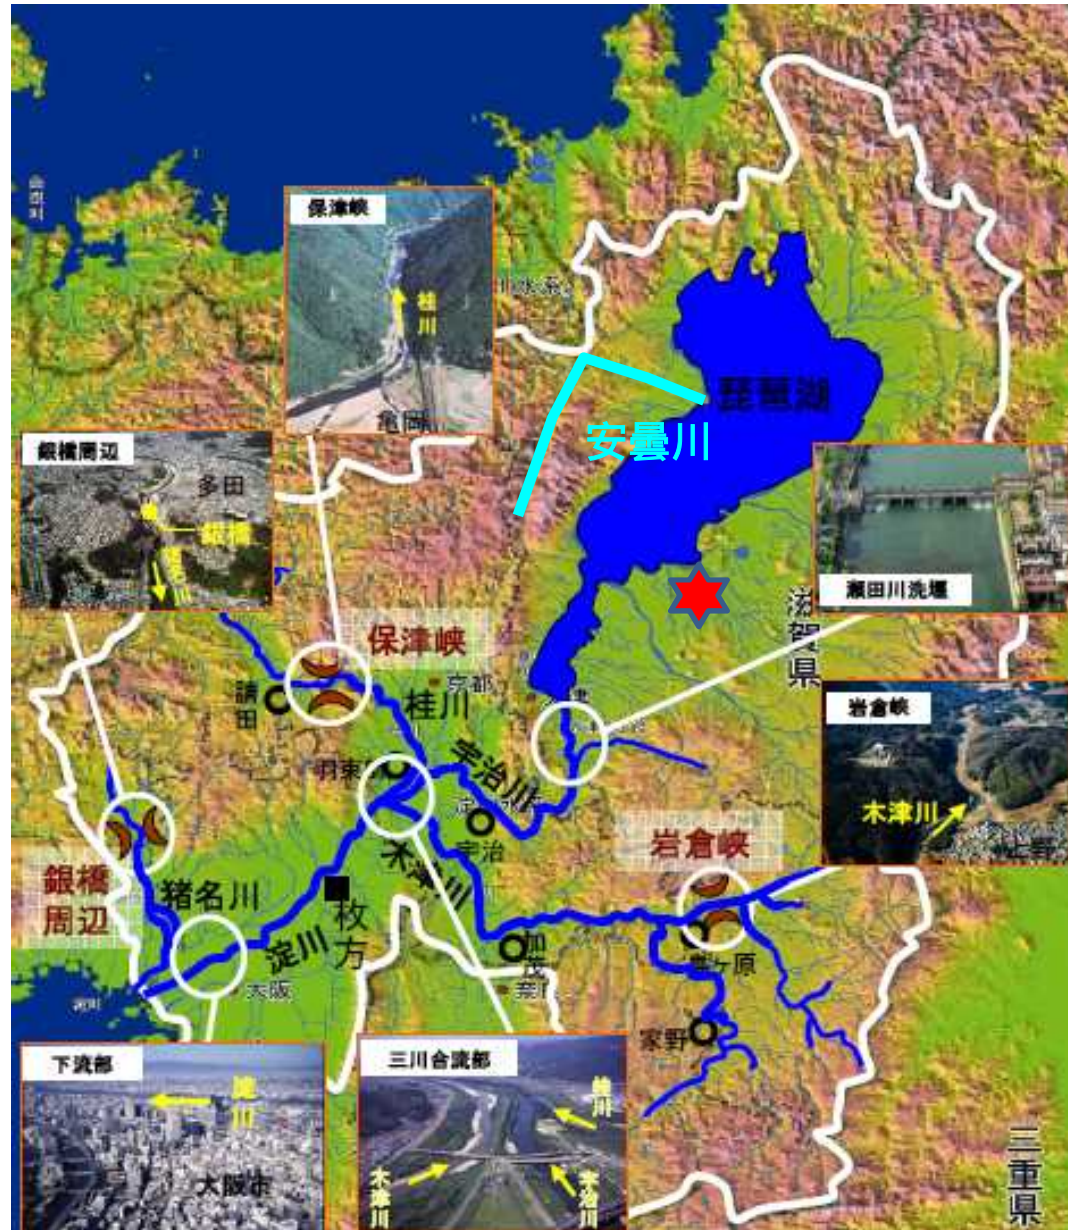 保津峡
桂川
亀岡
水系
琵琶湖
安曇川
銀橋周辺
多田
銀橋
瀬田川洗堰
滋賀県
保津峡
請田
京都
桂川
宇治川
岩倉峡
木津川
上野
宇治
木津川
岩倉峡
銀橋
周辺
猪名川
枚方
淀川
大阪
加茂
家野
下流部
淀川
大阪市
三川合流部
桂川
木津川
宇治川
三重県